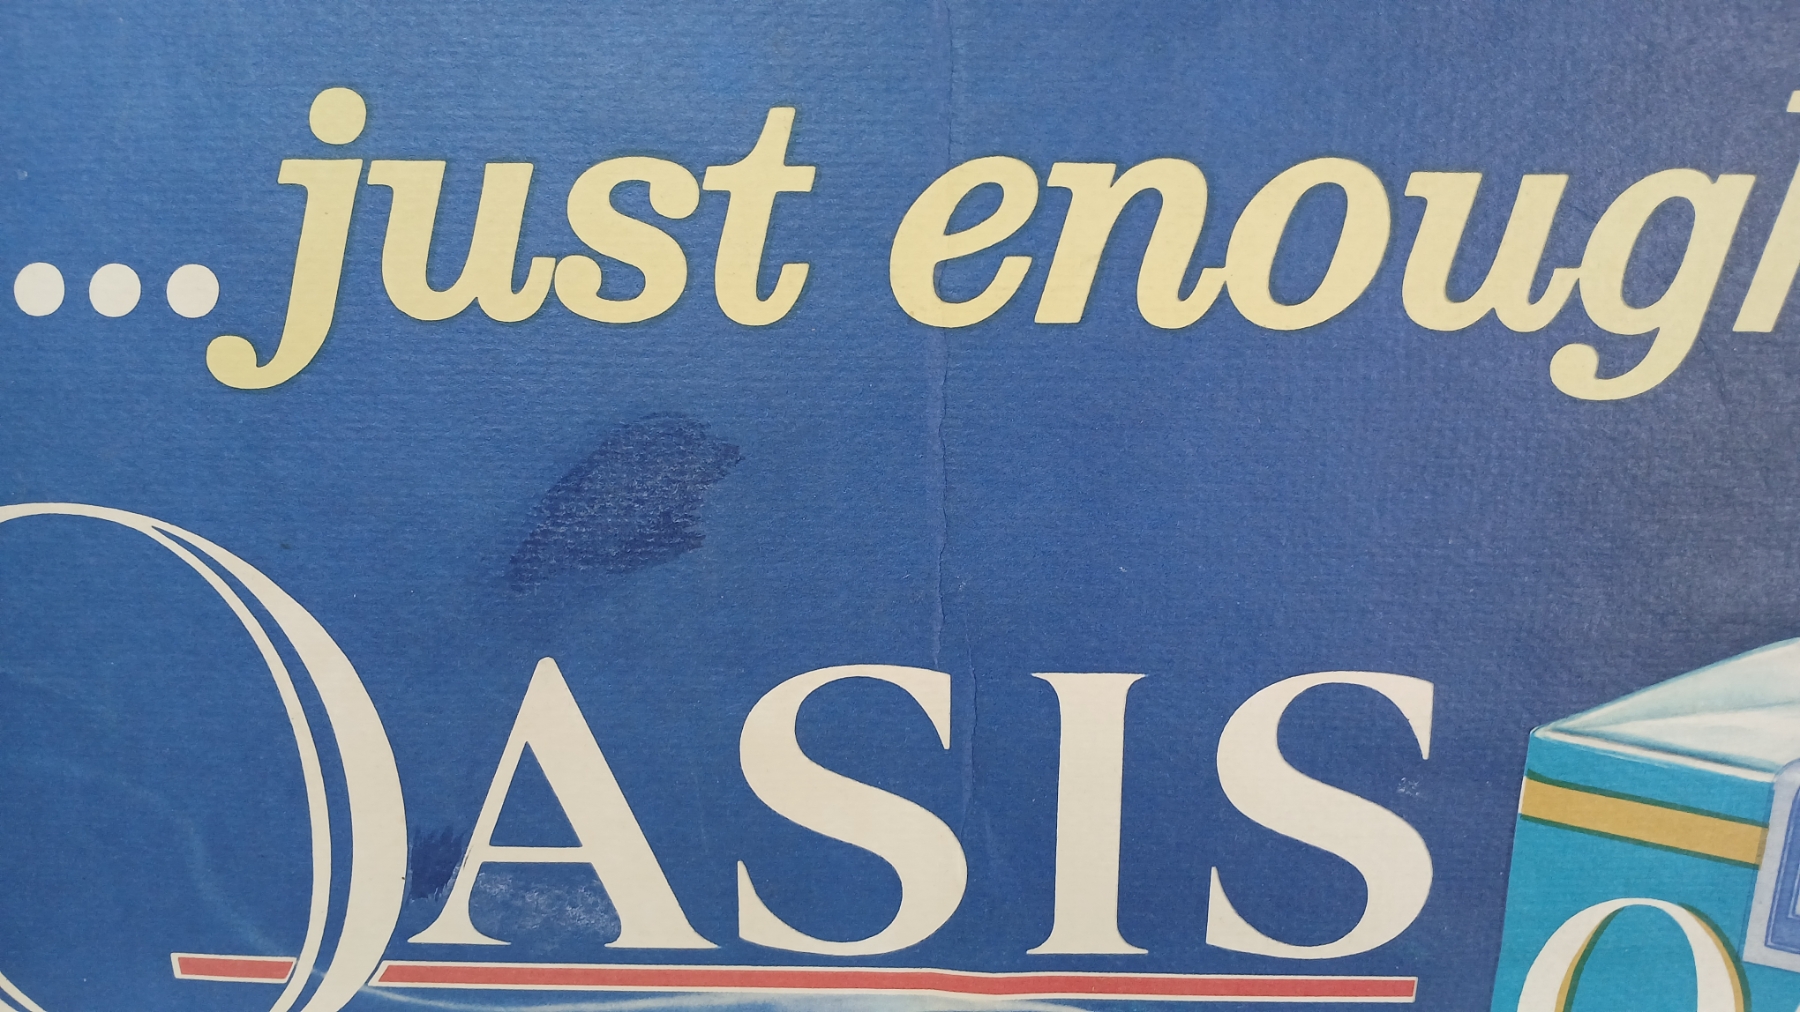 ...just enough
OASIS
O